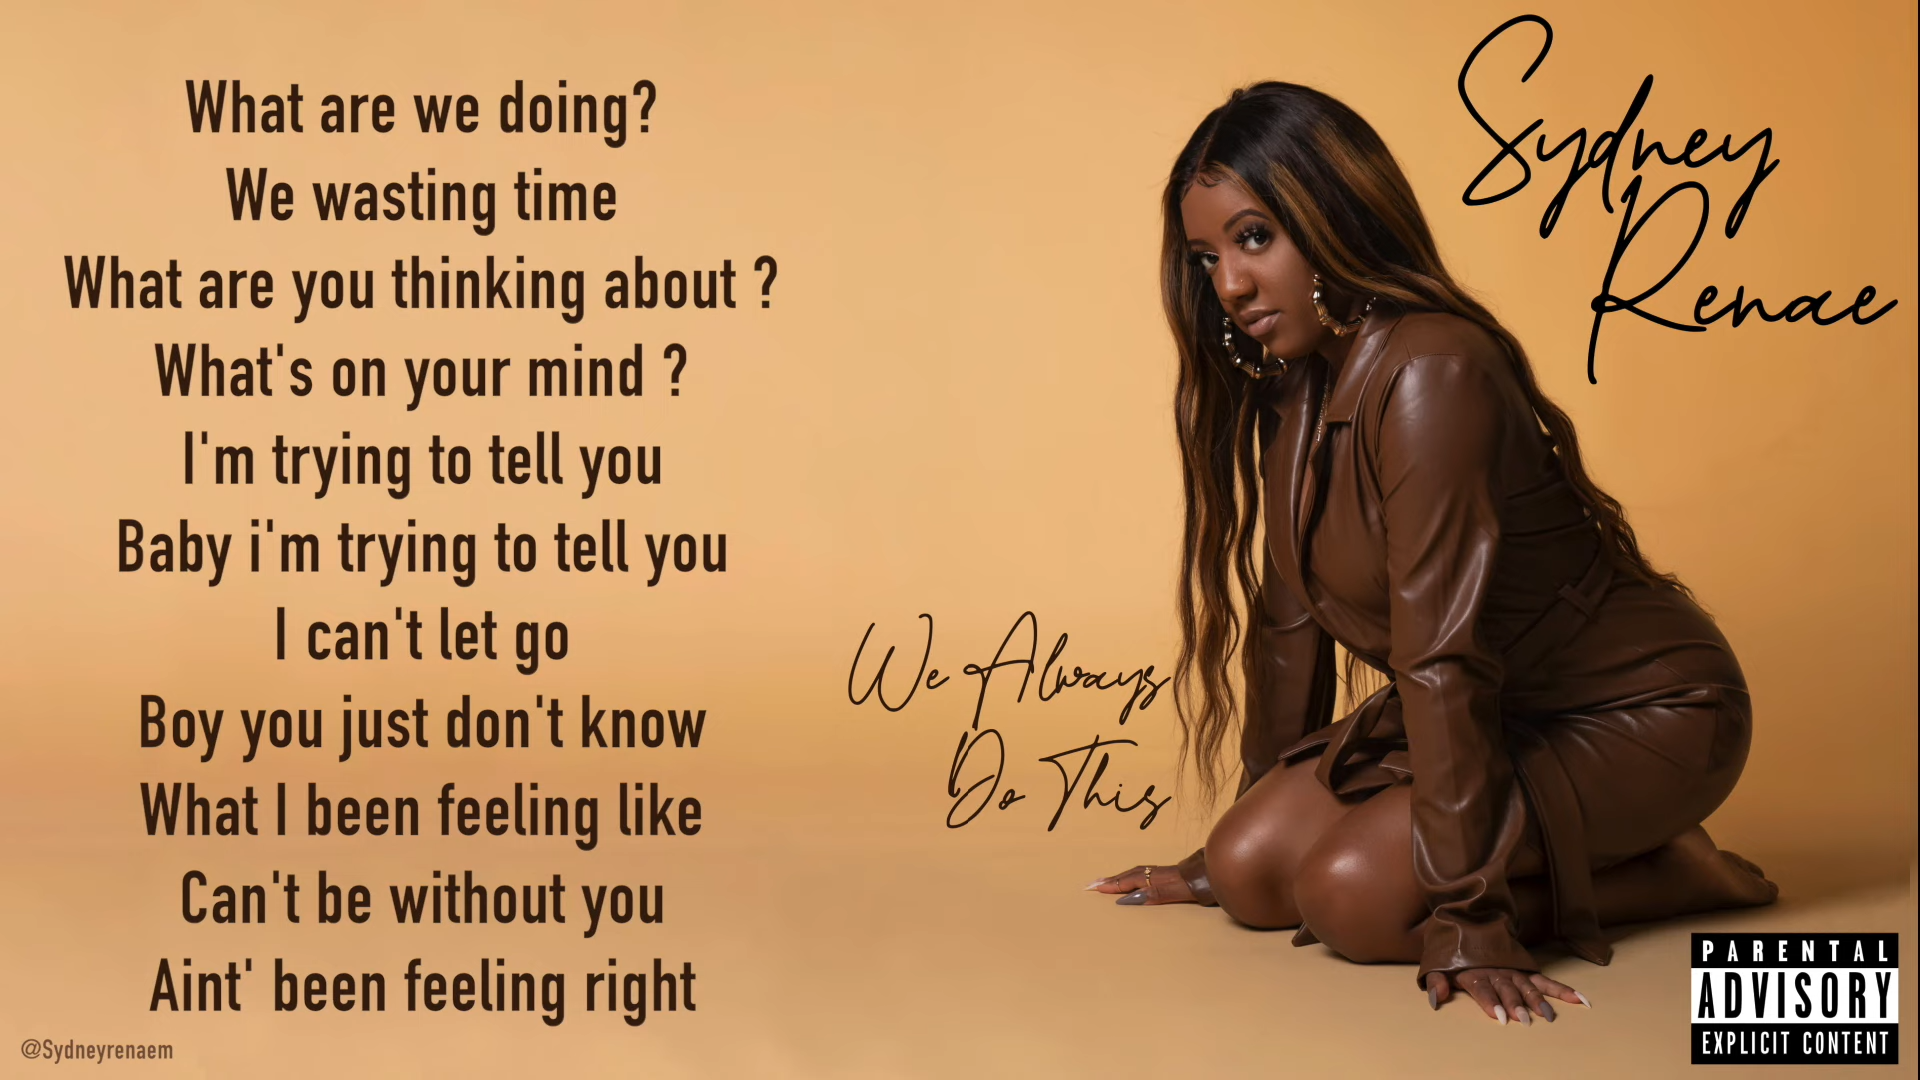 What are we doing?
We wasting time
What are you thinking about ?
What's on your mind ?
I'm trying to tell you
Baby i'm trying to tell you
I can't let go
Boy you just don't know
What I been feeling like
Can't be without you
Aint' been feeling right
@Sydneyrenaem
We Always
Do This
Sydney
Renae
PARENTAL
ADVISORY
EXPLICIT CONTENT